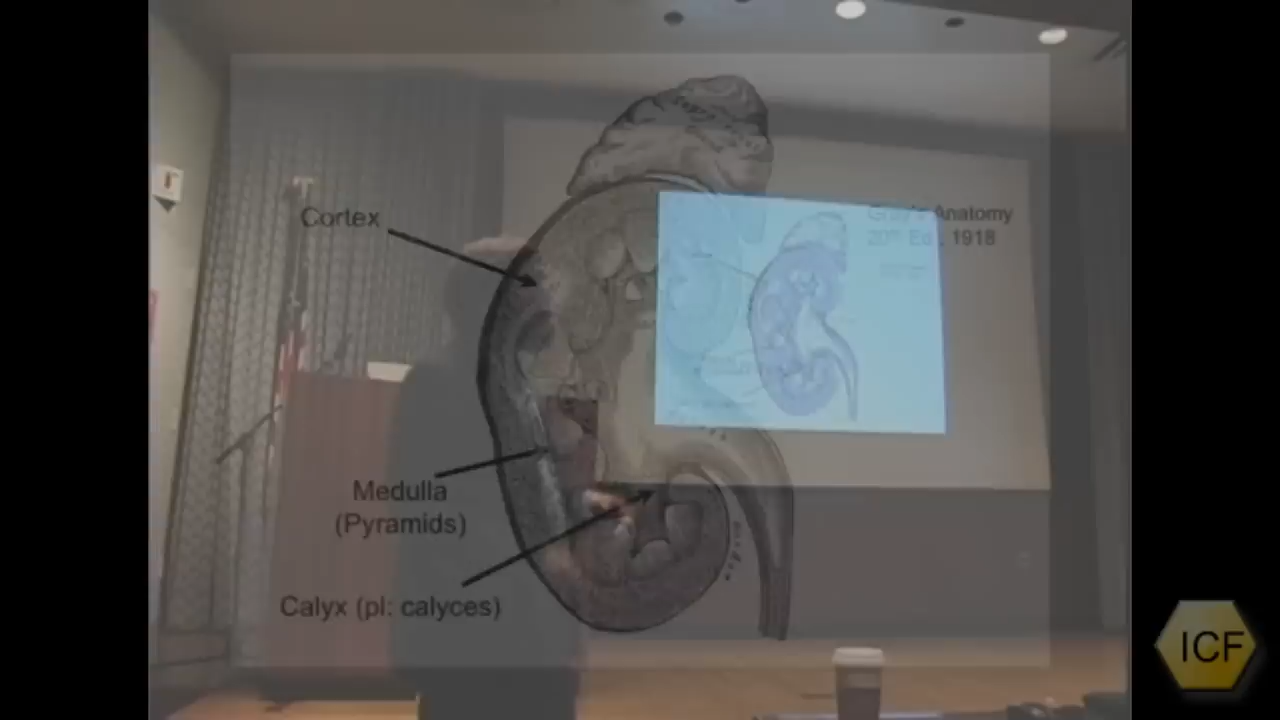 Cortex
Gray's Anatomy
20th Ed., 1918
Medulla
(Pyramids)
Calyx (pl: calyces)
ICF